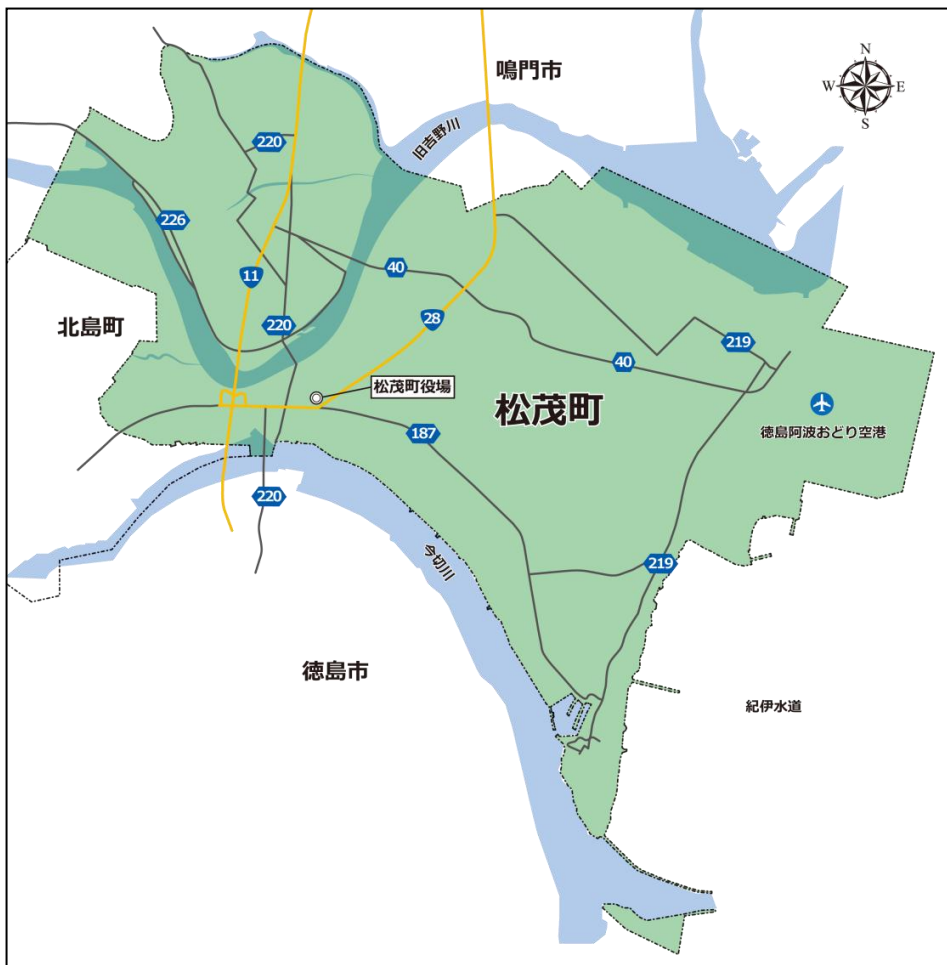 鳴門市
N
W
E
S
旧吉野川
220
226
40
11
28
北島町
220
219
40
松茂町役場
松茂町
徳島阿波おどり空港
187
220
今切川
219
徳島市
紀伊水道